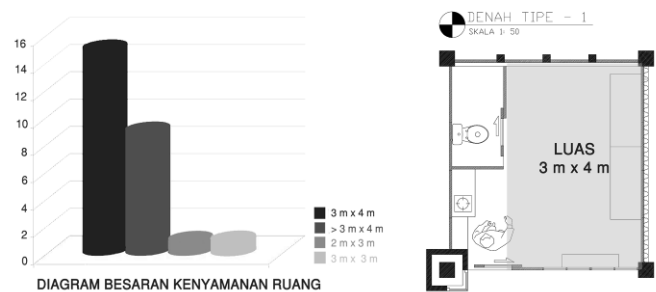 16
14
12
10
8
6
4
2
0
3 m x 4 m
> 3 m x 4 m
2 m x 3 m
3 m x 3 m
DIAGRAM BESARAN KENYAMANAN RUANG
DENAH TIPE - 1
SKALA 1: 50
LUAS
3 m x 4 m